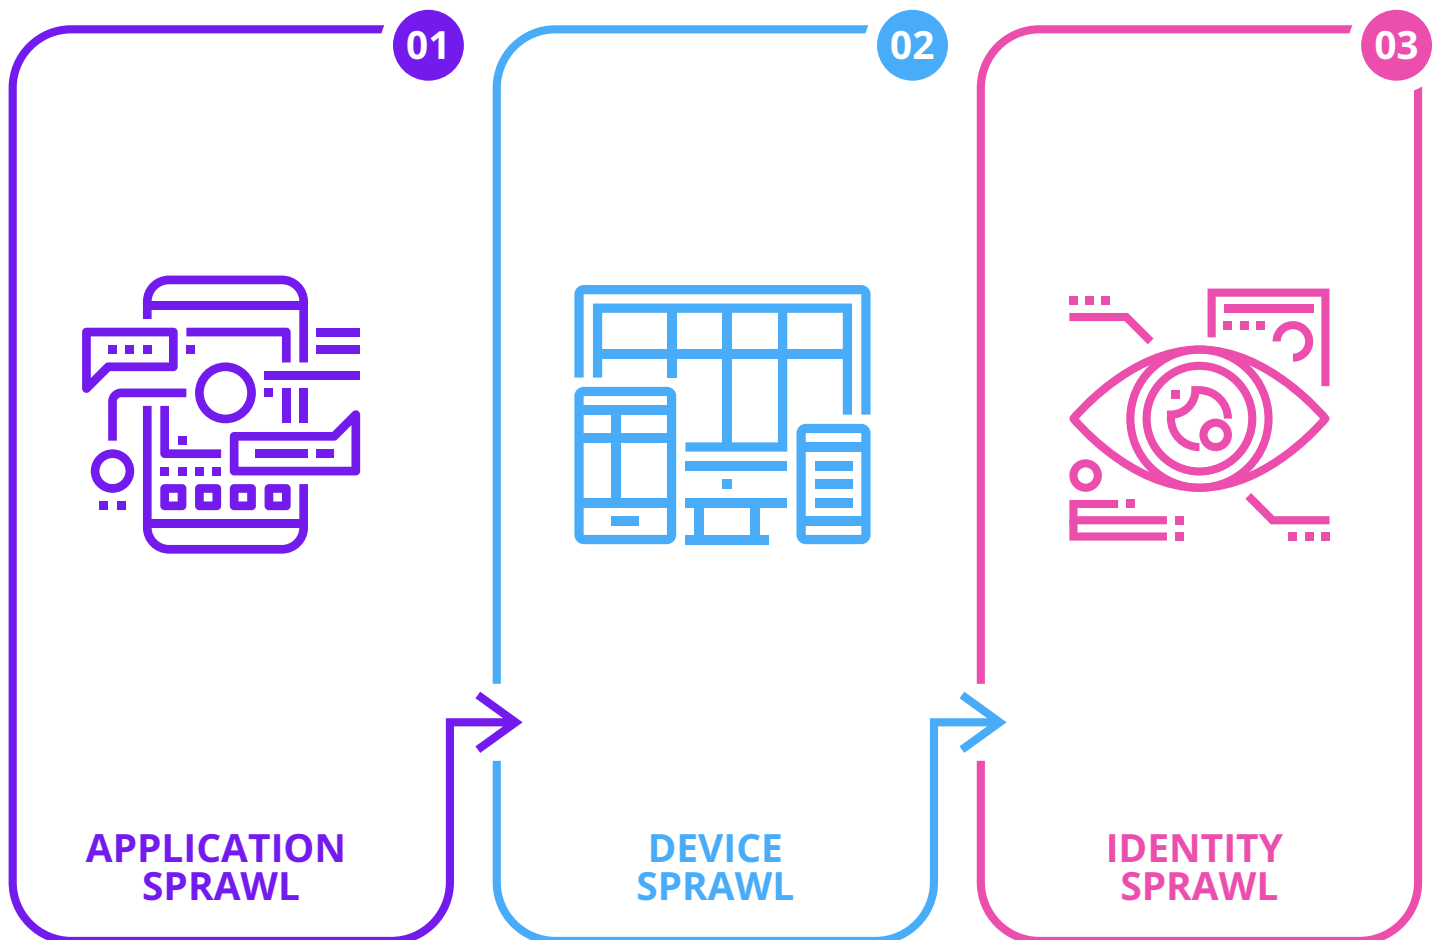 01
02
03
APPLICATION
SPRAWL
DEVICE
SPRAWL
IDENTITY
SPRAWL